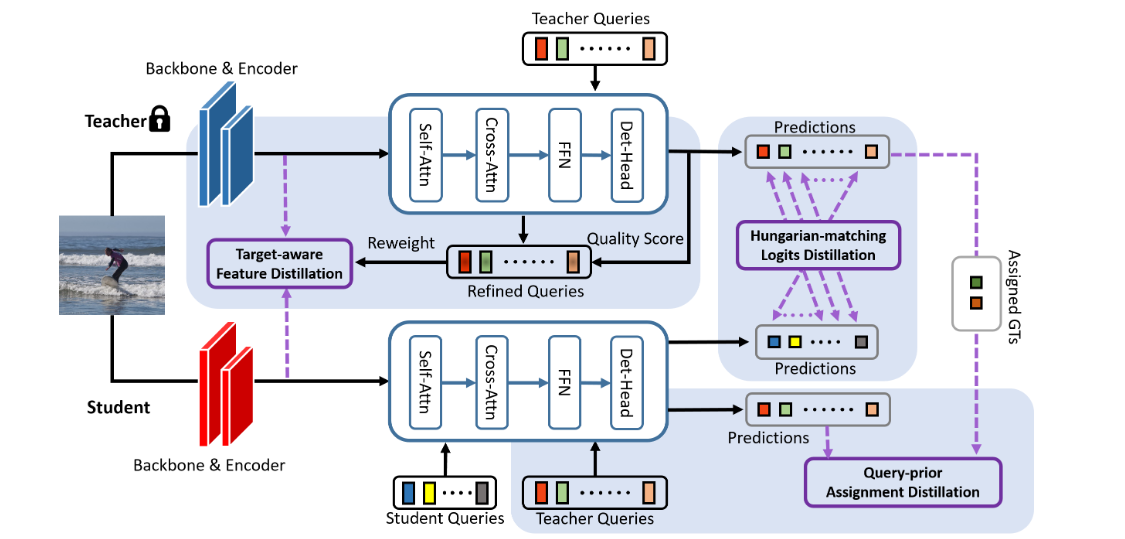 Teacher Queries
Backbone & Encoder
Teacher
Self-Attn
Cross-Attn
FFN
Det-Head
Predictions
Target-aware
Feature Distillation
Reweight
Quality Score
Refined Queries
Hungarian-matching
Logits Distillation
Assigned GTs
Student
Backbone & Encoder
Self-Attn
Cross-Attn
FFN
Det-Head
Predictions
Predictions
Query-prior
Assignment Distillation
Student Queries
Teacher Queries